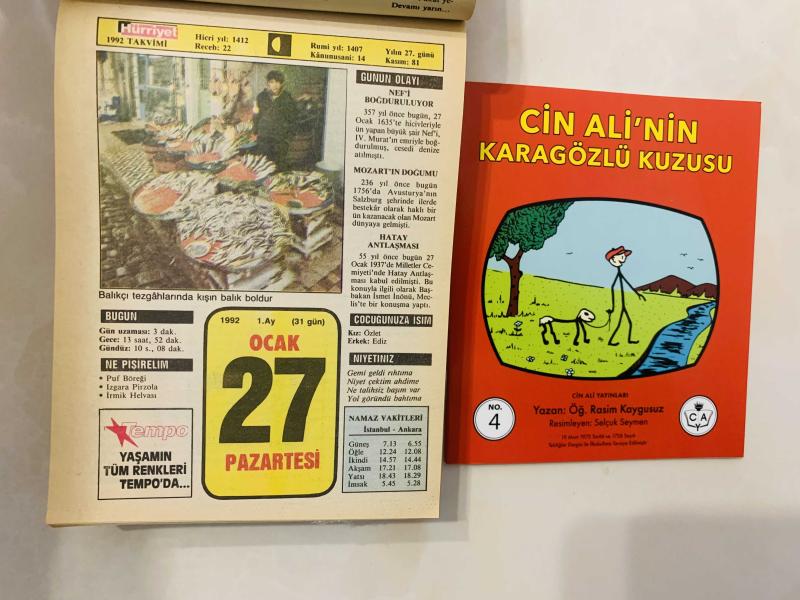 Devamı yarın...
Hürriyet
1992 TAKVİMİ
Hicri yıl: 1412
Receb: 22
Rumi yıl: 1407
Kânunusani: 14
Yılın 27. günü
Kasım: 81
GÜNÜN OLAYI
NEF'İ
BOĞDURULUYOR
357 yıl önce bugün, 27
Ocak 1635'te hicivleriyle
ün yapan büyük şair Nef'i,
IV. Murat'ın emriyle boğ-
durulmuş, cesedi denize
atılmıştı.
MOZART'IN DOĞUMU
236 yıl önce bugün
1756'da Avusturya'nın
Salzburg şehrinde ilerde
bestekâr olarak haklı bir
ün kazanacak olan Mozart
dünyaya gelmişti.
HATAY
ANTLAŞMASI
55 yıl önce bugün 27
Ocak 1937'de Milletler Ce-
miyeti'nde Hatay Antlaş-
ması kabul edilmişti. Bu
konuyla ilgili olarak Baş-
bakan İsmet İnönü, Mec-
lis'te bir konuşma yaptı.
Balıkçı tezgâhlarında kışın balık boldur
BUGÜN
Gün uzaması: 3 dak.
Gece: 13 saat, 52 dak.
Gündüz: 10 s., 08 dak.
NE PİŞİRELİM
• Puf Böreği
• Izgara Pirzola
• İrmik Helvası
Tempo
YAŞAMIN
TÜM RENKLERİ
TEMPO'DA...
1992 1.Ay (31 gün)
OCAK
27
PAZARTESİ
ÇOCUĞUNUZA İSİM
Kız: Özlet
Erkek: Ediz
NİYETİNİZ
Gemi geldi rıhtıma
Niyet çektim ahdime
Ne talihsiz başım var
Yol göründü bahtıma
NAMAZ VAKİTLERİ
İstanbul - Ankara
Güneş 7.13 6.55
Öğle 12.24 12.08
İkindi 14.57 14.44
Akşam 17.21 17.08
Yatsı 18.43 18.29
İmsak 5.45 5.28
CİN ALİ'NİN
KARAGÖZLÜ KUZUSU
CİN ALİ YAYINLARI
Yazan: Öğ. Rasim Kaygusuz
Resimleyen: Selçuk Seymen
NO.
4
C A Y